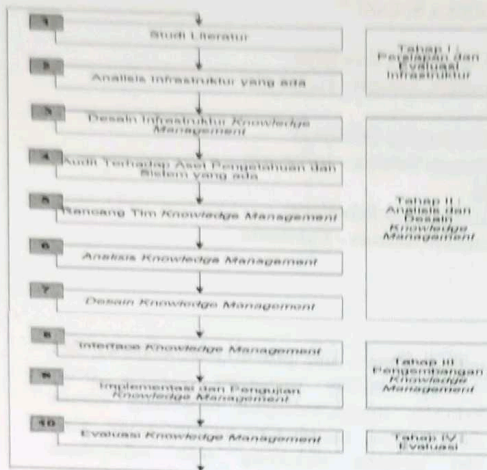 1
Studi Literatur
2
Analisis Infrastruktur yang ada
3
Desain Infrastruktur Knowledge
Management
4
Audit Terhadap Aset Pengetahuan dan
Sistem yang ada
5
Rancang Tim Knowledge Management
6
Analisis Knowledge Management
7
Desain Knowledge Management
8
Interface Knowledge Management
9
Implementasi dan Pengujian
Knowledge Management
10
Evaluasi Knowledge Management
Tahap I :
Persiapan dan
Evaluasi
Infrastruktur
Tahap II :
Analisis dan
Desain
Knowledge
Management
Tahap III :
Pengembangan
Knowledge
Management
Tahap IV :
Evaluasi